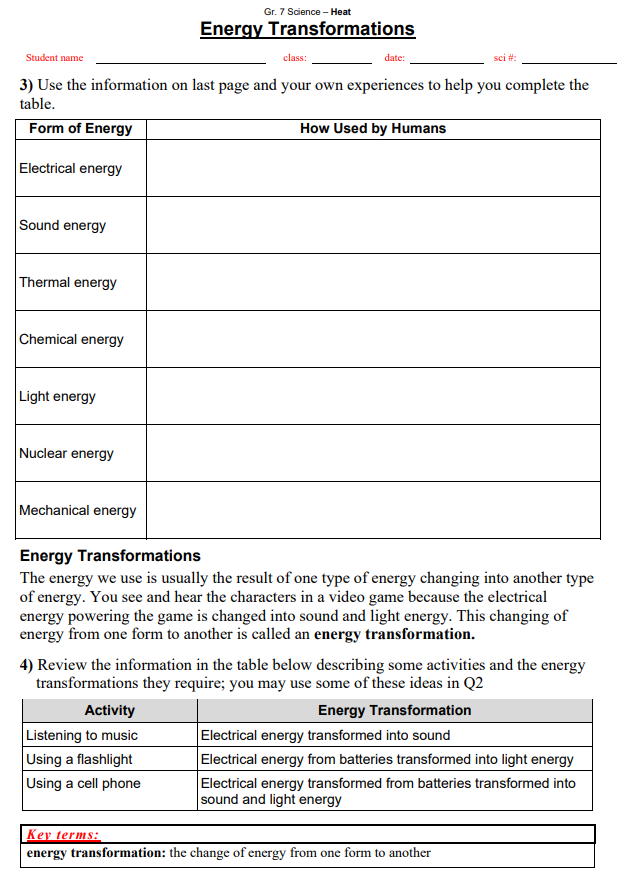 Gr. 7 Science – Heat
Energy Transformations
Student name class: date: sci #:
3) Use the information on last page and your own experiences to help you complete the
table.
Form of Energy How Used by Humans
Electrical energy
Sound energy
Thermal energy
Chemical energy
Light energy
Nuclear energy
Mechanical energy
Energy Transformations
The energy we use is usually the result of one type of energy changing into another type
of energy. You see and hear the characters in a video game because the electrical
energy powering the game is changed into sound and light energy. This changing of
energy from one form to another is called an energy transformation.
4) Review the information in the table below describing some activities and the energy
transformations they require; you may use some of these ideas in Q2
Activity Energy Transformation
Listening to music Electrical energy transformed into sound
Using a flashlight Electrical energy from batteries transformed into light energy
Using a cell phone Electrical energy transformed from batteries transformed into
sound and light energy
Key terms:
energy transformation: the change of energy from one form to another